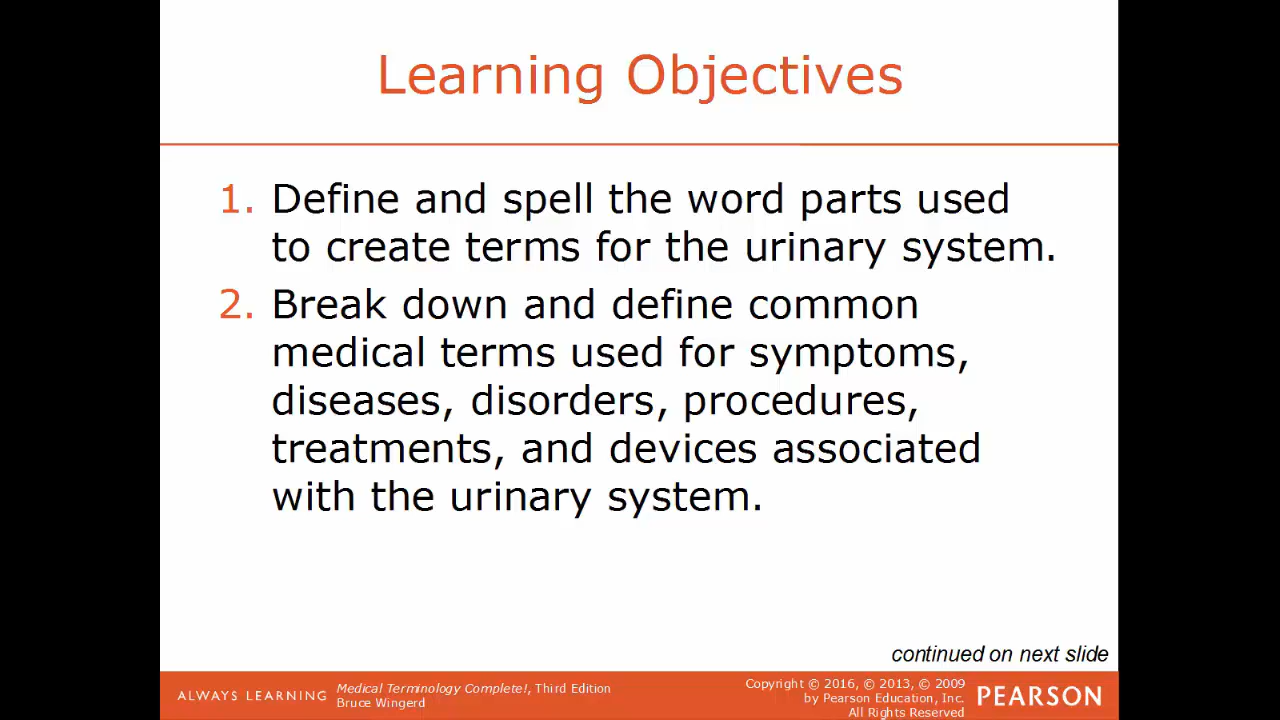 Learning Objectives
1. Define and spell the word parts used
to create terms for the urinary system.
2. Break down and define common
medical terms used for symptoms,
diseases, disorders, procedures,
treatments, and devices associated
with the urinary system.
continued on next slide
ALWAYS LEARNING
Medical Terminology Complete!, Third Edition
Bruce Wingerd
Copyright © 2016, © 2013, © 2009
by Pearson Education, Inc.
All Rights Reserved
PEARSON